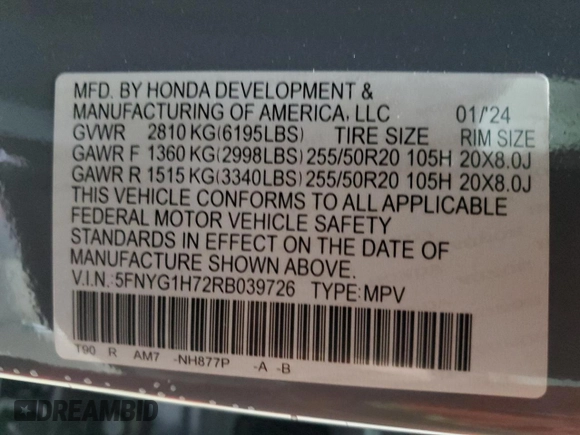 MFD. BY HONDA DEVELOPMENT &
MANUFACTURING OF AMERICA, LLC 01/'24
GVWR 2810 KG(6195LBS) TIRE SIZE RIM SIZE
GAWR F 1360 KG(2998LBS) 255/50R20 105H 20X8.0J
GAWR R 1515 KG(3340LBS) 255/50R20 105H 20X8.0J
THIS VEHICLE CONFORMS TO ALL APPLICABLE
FEDERAL MOTOR VEHICLE SAFETY
STANDARDS IN EFFECT ON THE DATE OF
MANUFACTURE SHOWN ABOVE.
V.I.N.:5FNYG1H72RB039726 TYPE:MPV
T90 R AM7 -NH877P -A -B
DREAMBID